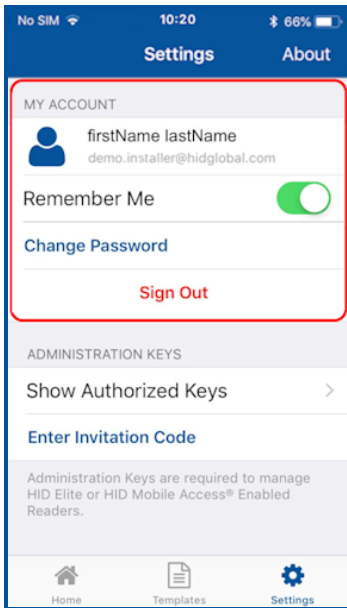 No SIM 10:20 66%
Settings About
MY ACCOUNT
firstName lastName
demo.installer@hidglobal.com
Remember Me
Change Password
Sign Out
ADMINISTRATION KEYS
Show Authorized Keys
Enter Invitation Code
Administration Keys are required to manage
HID Elite or HID Mobile Access® Enabled
Readers.
Home Templates Settings